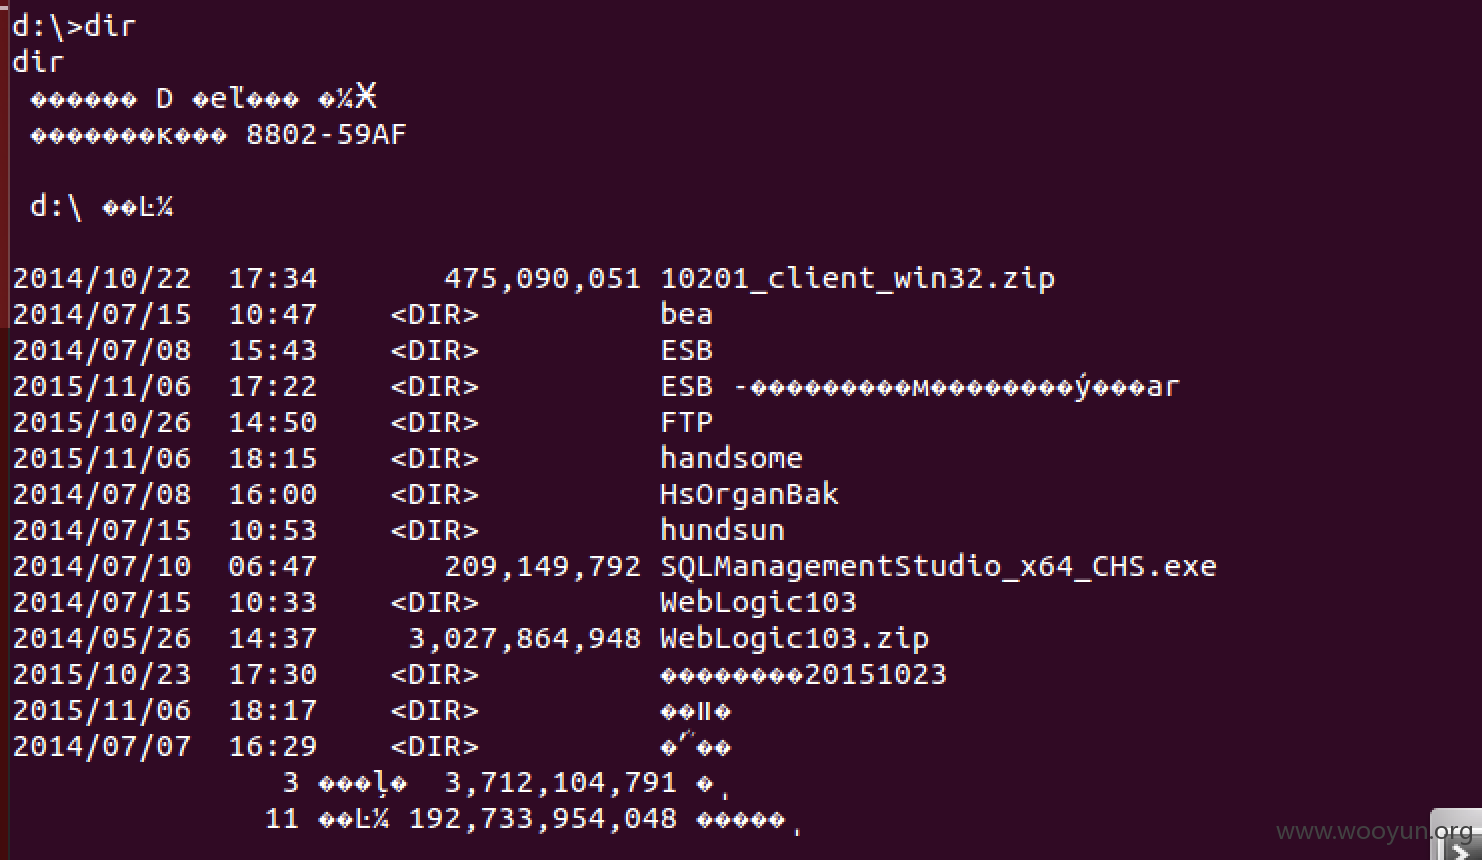 d:\>dir
dir
 ������ D �eľ��� �¼Ӿ
 �������к��� 8802-59AF

 d:\ ��Ŀ¼

2014/10/22  17:34       475,090,051 10201_client_win32.zip
2014/07/15  10:47    <DIR>          bea
2014/07/08  15:43    <DIR>          ESB
2015/11/06  17:22    <DIR>          ESB -���������м��������ý���ar
2015/10/26  14:50    <DIR>          FTP
2015/11/06  18:15    <DIR>          handsome
2014/07/08  16:00    <DIR>          HsOrganBak
2014/07/15  10:53    <DIR>          hundsun
2014/07/10  06:47       209,149,792 SQLManagementStudio_x64_CHS.exe
2014/07/15  10:33    <DIR>          WebLogic103
2014/05/26  14:37     3,027,864,948 WebLogic103.zip
2015/10/23  17:30    <DIR>          ��������20151023
2015/11/06  18:17    <DIR>          ��װ�
2014/07/07  16:29    <DIR>          ���
              3 ���ļ�  3,712,104,791 �
             11 ��Ŀ¼ 192,733,954,048 �����
www.wooyun.org